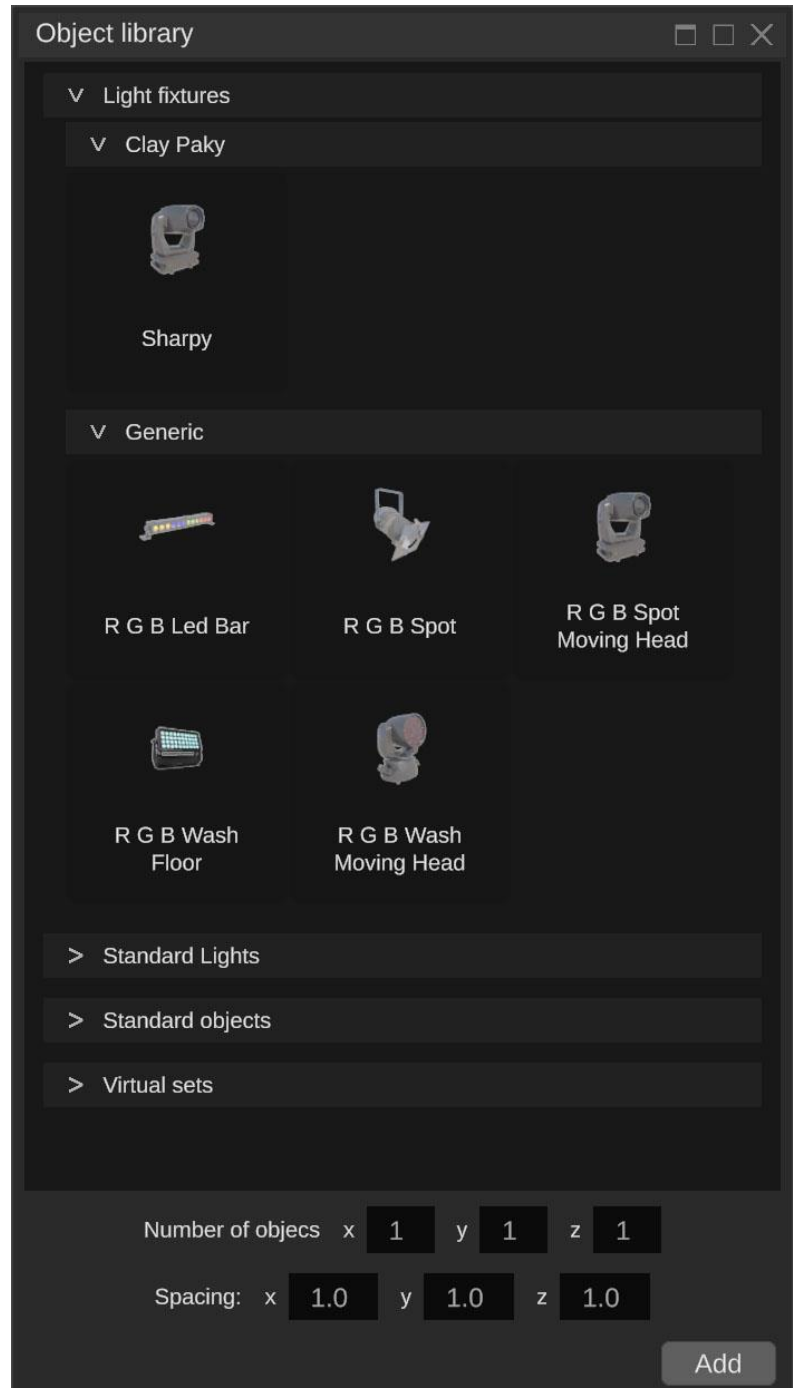 Object library
Light fixtures
Clay Paky
Sharpy
Generic
R G B Led Bar
R G B Spot
R G B Spot
Moving Head
R G B Wash
Floor
R G B Wash
Moving Head
Standard Lights
Standard objects
Virtual sets
Number of objecs x 1 y 1 z 1
Spacing: x 1.0 y 1.0 z 1.0
Add